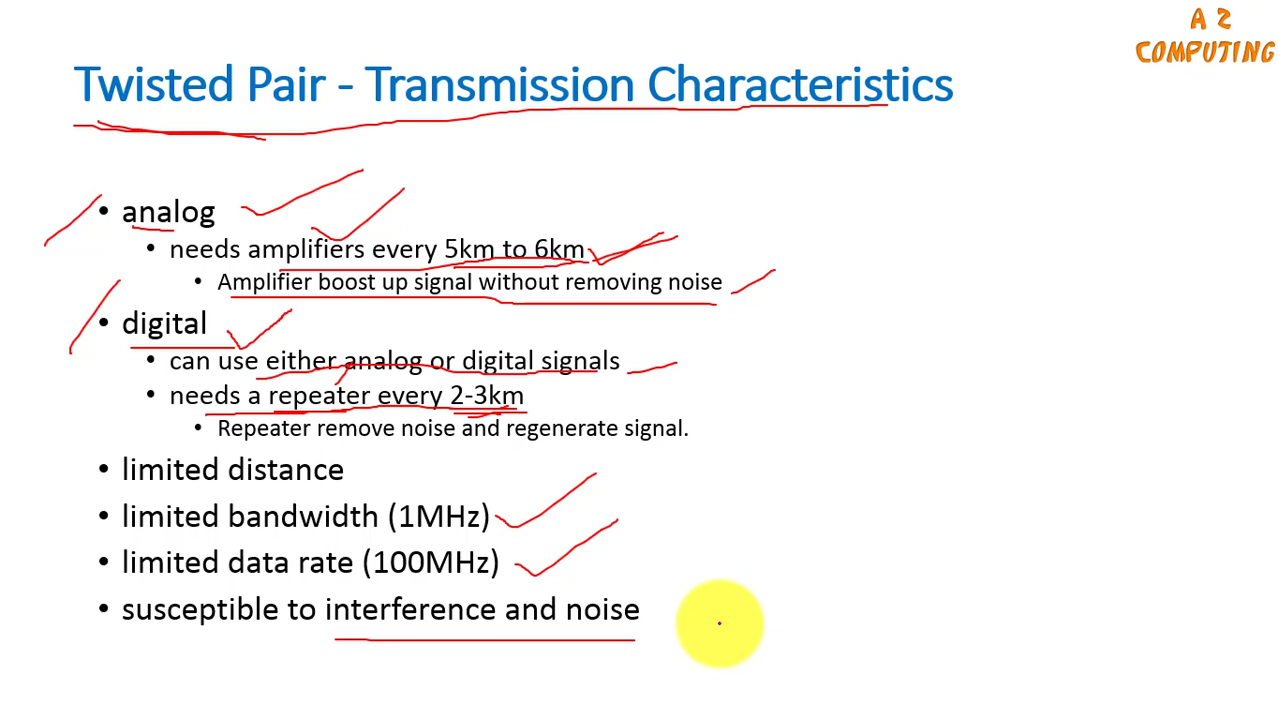 A 2
COMPUTING
Twisted Pair - Transmission Characteristics
• analog
• needs amplifiers every 5km to 6km
• Amplifier boost up signal without removing noise
• digital
• can use either analog or digital signals
• needs a repeater every 2-3km
• Repeater remove noise and regenerate signal.
• limited distance
• limited bandwidth (1MHz)
• limited data rate (100MHz)
• susceptible to interference and noise